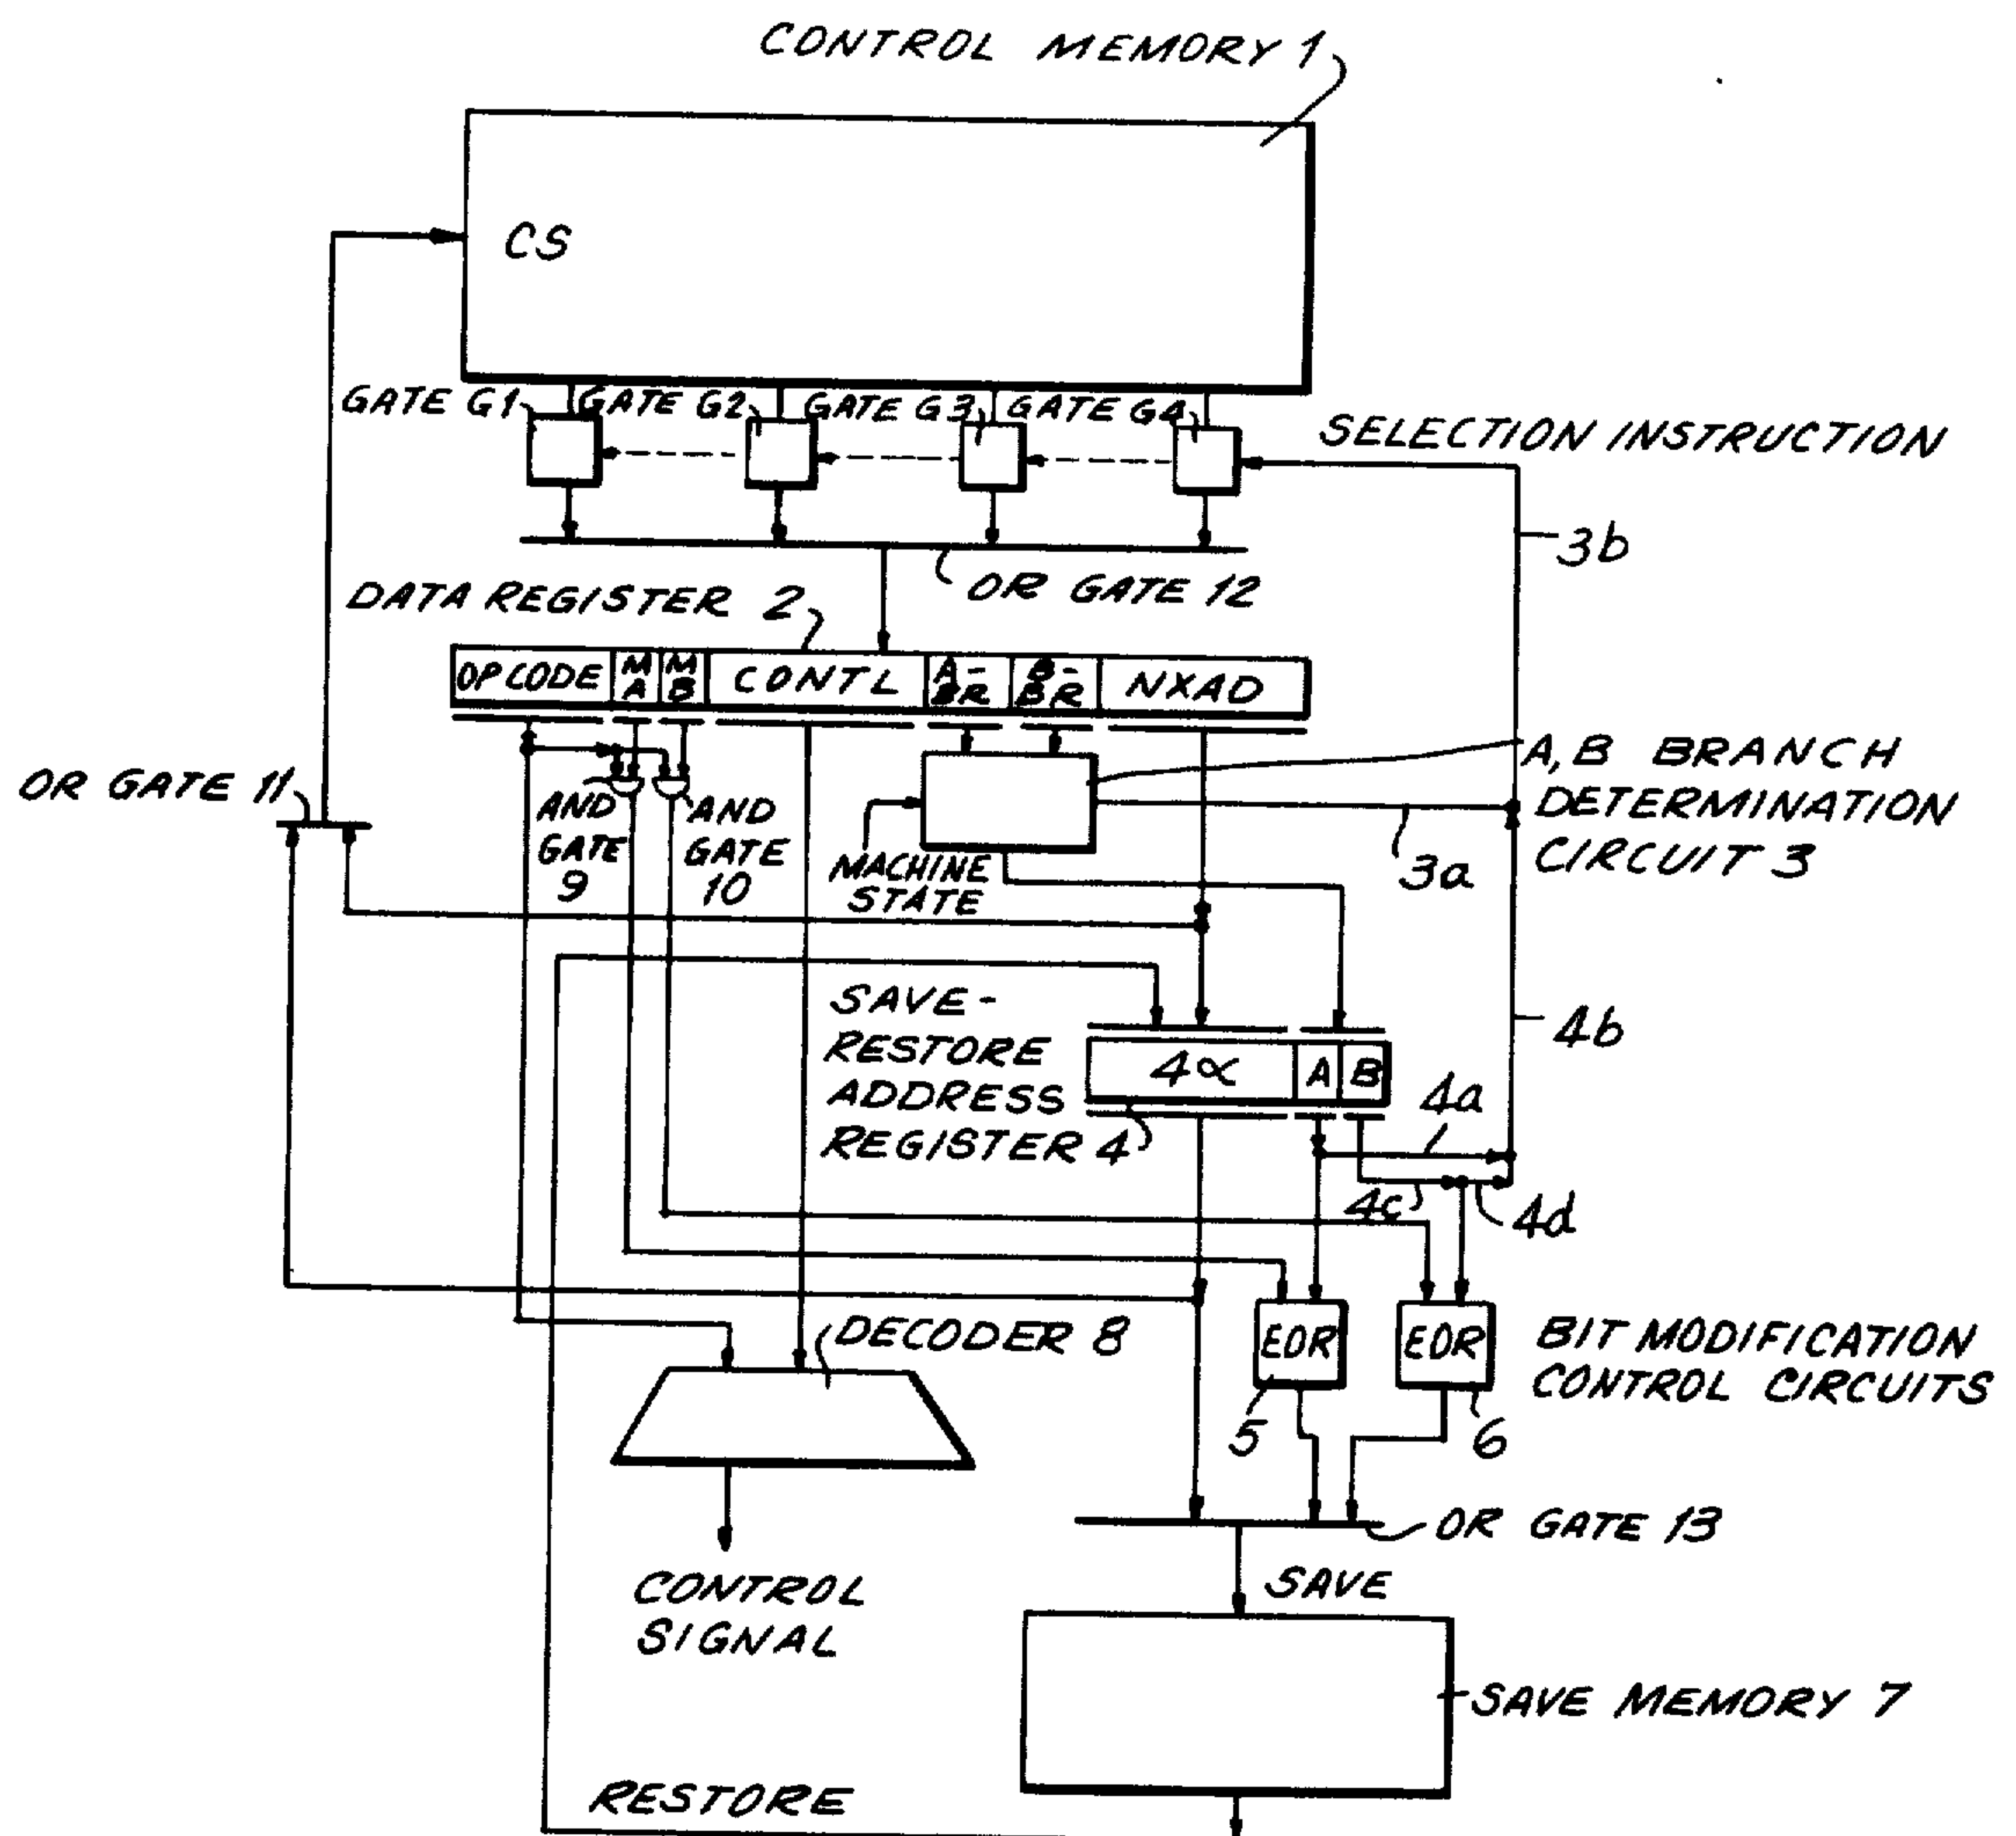 CONTROL MEMORY 1
CS
GATE G1
GATE G2
GATE G3
GATE G4
SELECTION INSTRUCTION
3b
OR GATE 12
DATA REGISTER 2
OPCODE
MA
MB
CONTL
A-BR
B-BR
NXAD
OR GATE 11
AND GATE 9
AND GATE 10
MACHINE STATE
A, B BRANCH
DETERMINATION
CIRCUIT 3
3a
SAVE-
RESTORE
ADDRESS
REGISTER 4
4α
A
B
4b
4a
4c
4d
DECODER 8
EOR
EOR
BIT MODIFICATION
CONTROL CIRCUITS
5
6
OR GATE 13
CONTROL
SIGNAL
SAVE
SAVE MEMORY 7
RESTORE